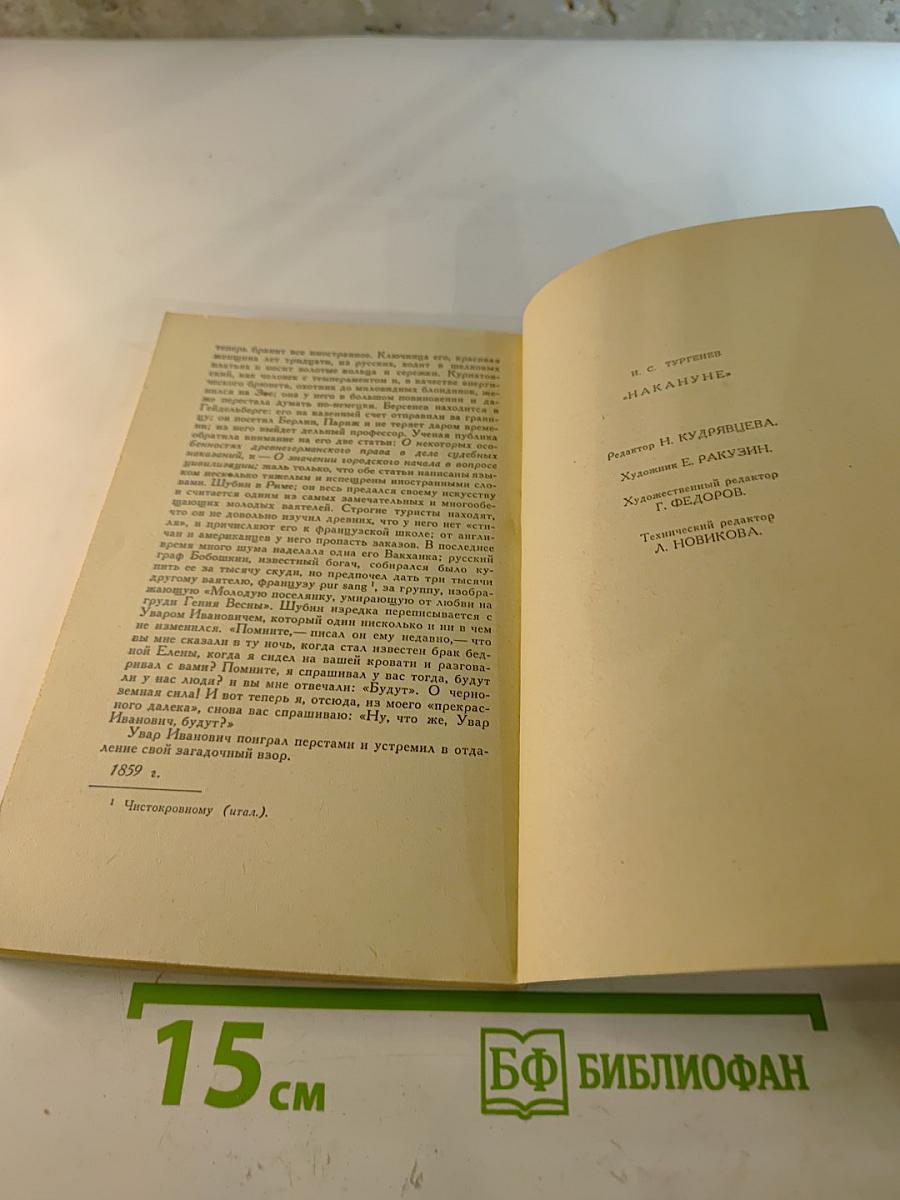 теперь бранит все иностранное. Ключница его, красивая
женщина лет тридцати, из русских, ходит в шелковых
платьях и носит золотые кольца и сережки. Курнатов-
ский, как человек с темпераментом и, в качестве энерги-
ческого брюнета, охотник до миловидных блондинок, же-
нился на Зое; она у него в большом повиновении и да-
же перестала думать по-немецки. Берсенев находится в
Гейдельберге: его на казенный счет отправили за грани-
цу; он посетил Берлин, Париж и не теряет даром време-
ни; из него выйдет дельный профессор. Ученая публика
обратила внимание на его две статьи: О некоторых осо-
бенностях древнегерманского права в деле судебных
наказаний, и — О значении городского начала в вопросе
цивилизации; жаль только, что обе статьи написаны язы-
ком несколько тяжелым и испещрены иностранными сло-
вами. Шубин в Риме; он весь предался своему искусству
и считается одним из самых замечательных и многообе-
щающих молодых ваятелей. Строгие туристы находят,
что он не довольно изучил древних, что у него нет «сти-
ля», и причисляют его к французской школе; от англи-
чан и американцев у него пропасть заказов. В последнее
время много шума наделала одна его Вакханка; русский
граф Бобошкин, известный богач, собирался было ку-
пить ее за тысячу скуди, но предпочел дать три тысячи
другому ваятелю, французу pur sang ¹, за группу, изобра-
жающую «Молодую поселянку, умирающую от любви на
груди Гения Весны». Шубин изредка переписывается с
Уваром Ивановичем, который один нисколько и ни в чем
не изменился. «Помните,— писал он ему недавно,— что
вы мне сказали в ту ночь, когда стал известен брак бед-
ной Елены, когда я сидел на вашей кровати и разгова-
ривал с вами? Помните, я спрашивал у вас тогда, будут
ли у нас люди? и вы мне отвечали: «Будут». О черно-
земная сила! И вот теперь я, отсюда, из моего «прекрас-
ного далека», снова вас спрашиваю: «Ну, что же, Увар
Иванович, будут?»
Увар Иванович поиграл перстами и устремил в отда-
ление свой загадочный взор.
1859 г.
¹ Чистокровному (итал.).
И. С. ТУРГЕНЕВ
«НАКАНУНЕ»
Редактор Н. КУДРЯВЦЕВА.
Художник Е. РАКУЗИН.
Художественный редактор
Г. ФЕДОРОВ.
Технический редактор
Л. НОВИКОВА.
15 см
БФ БИБЛИОФАН